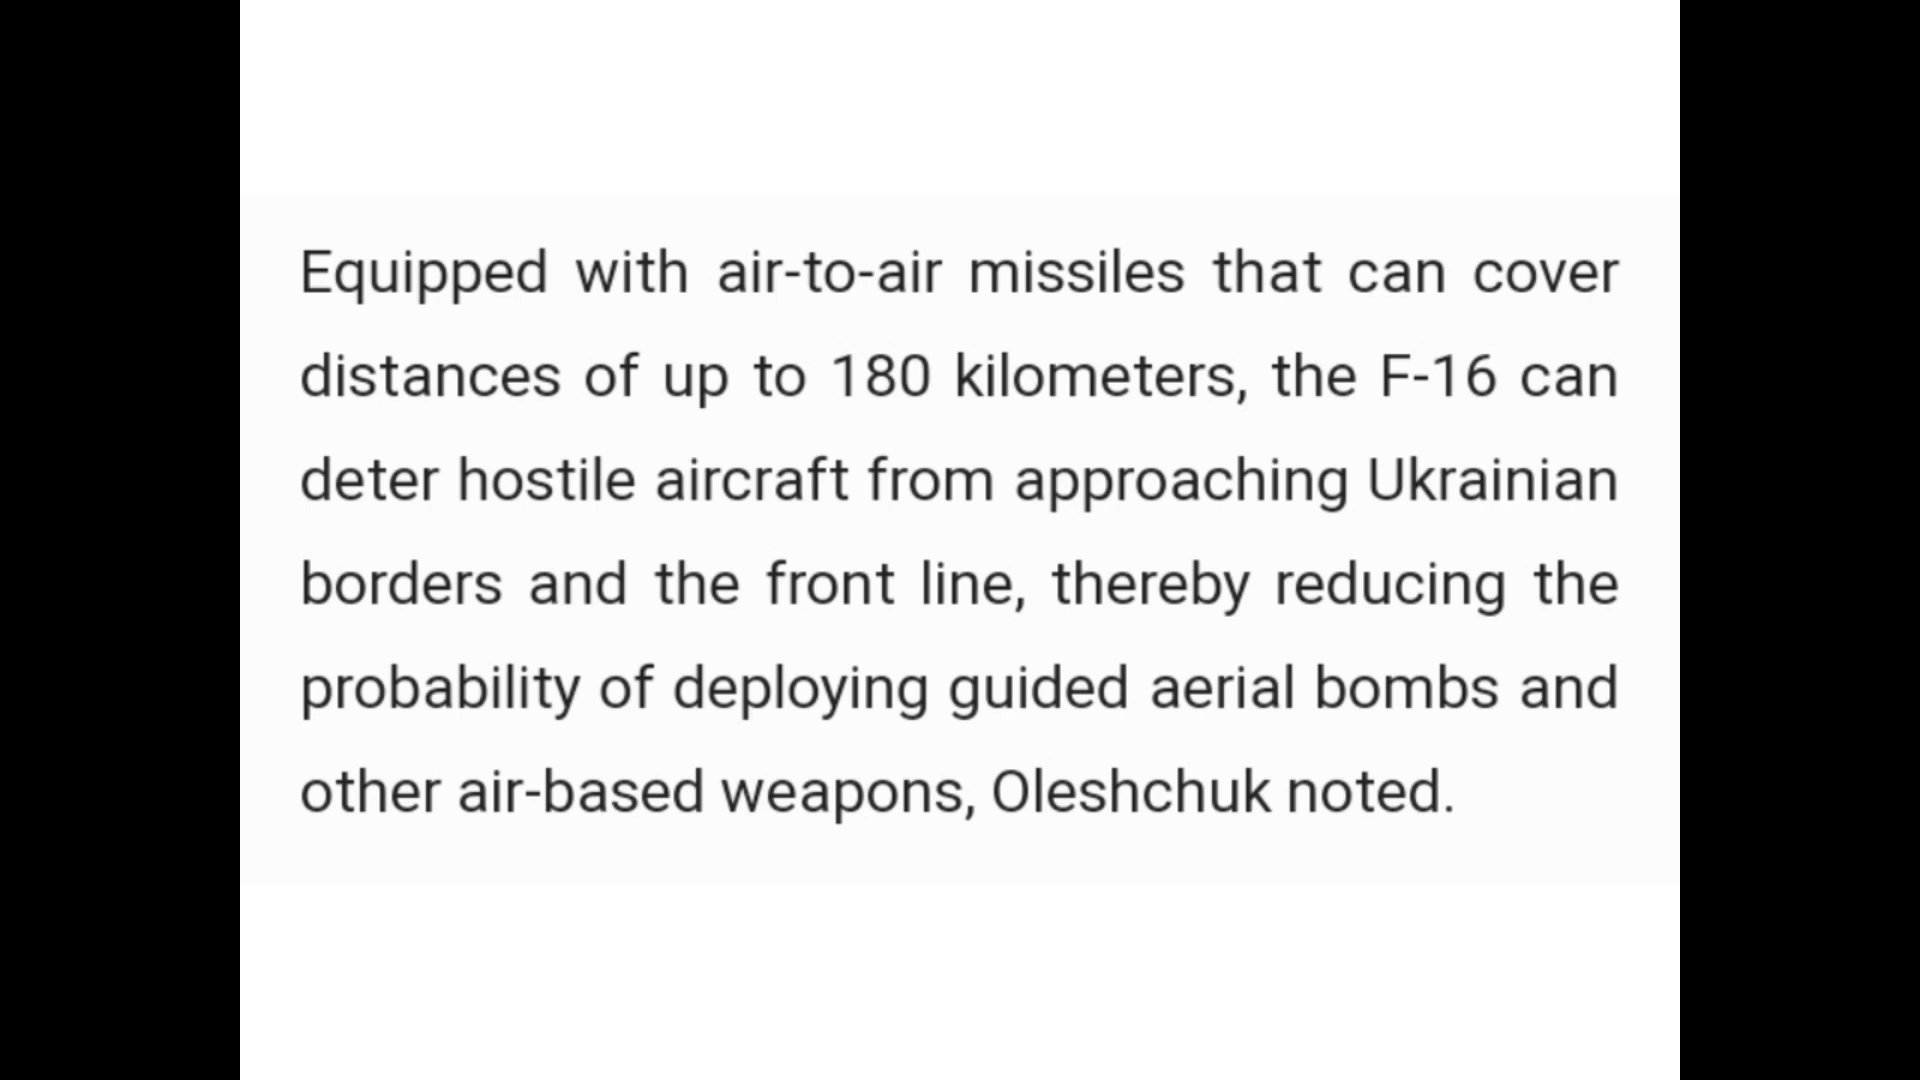 Equipped with air-to-air missiles that can cover
distances of up to 180 kilometers, the F-16 can
deter hostile aircraft from approaching Ukrainian
borders and the front line, thereby reducing the
probability of deploying guided aerial bombs and
other air-based weapons, Oleshchuk noted.